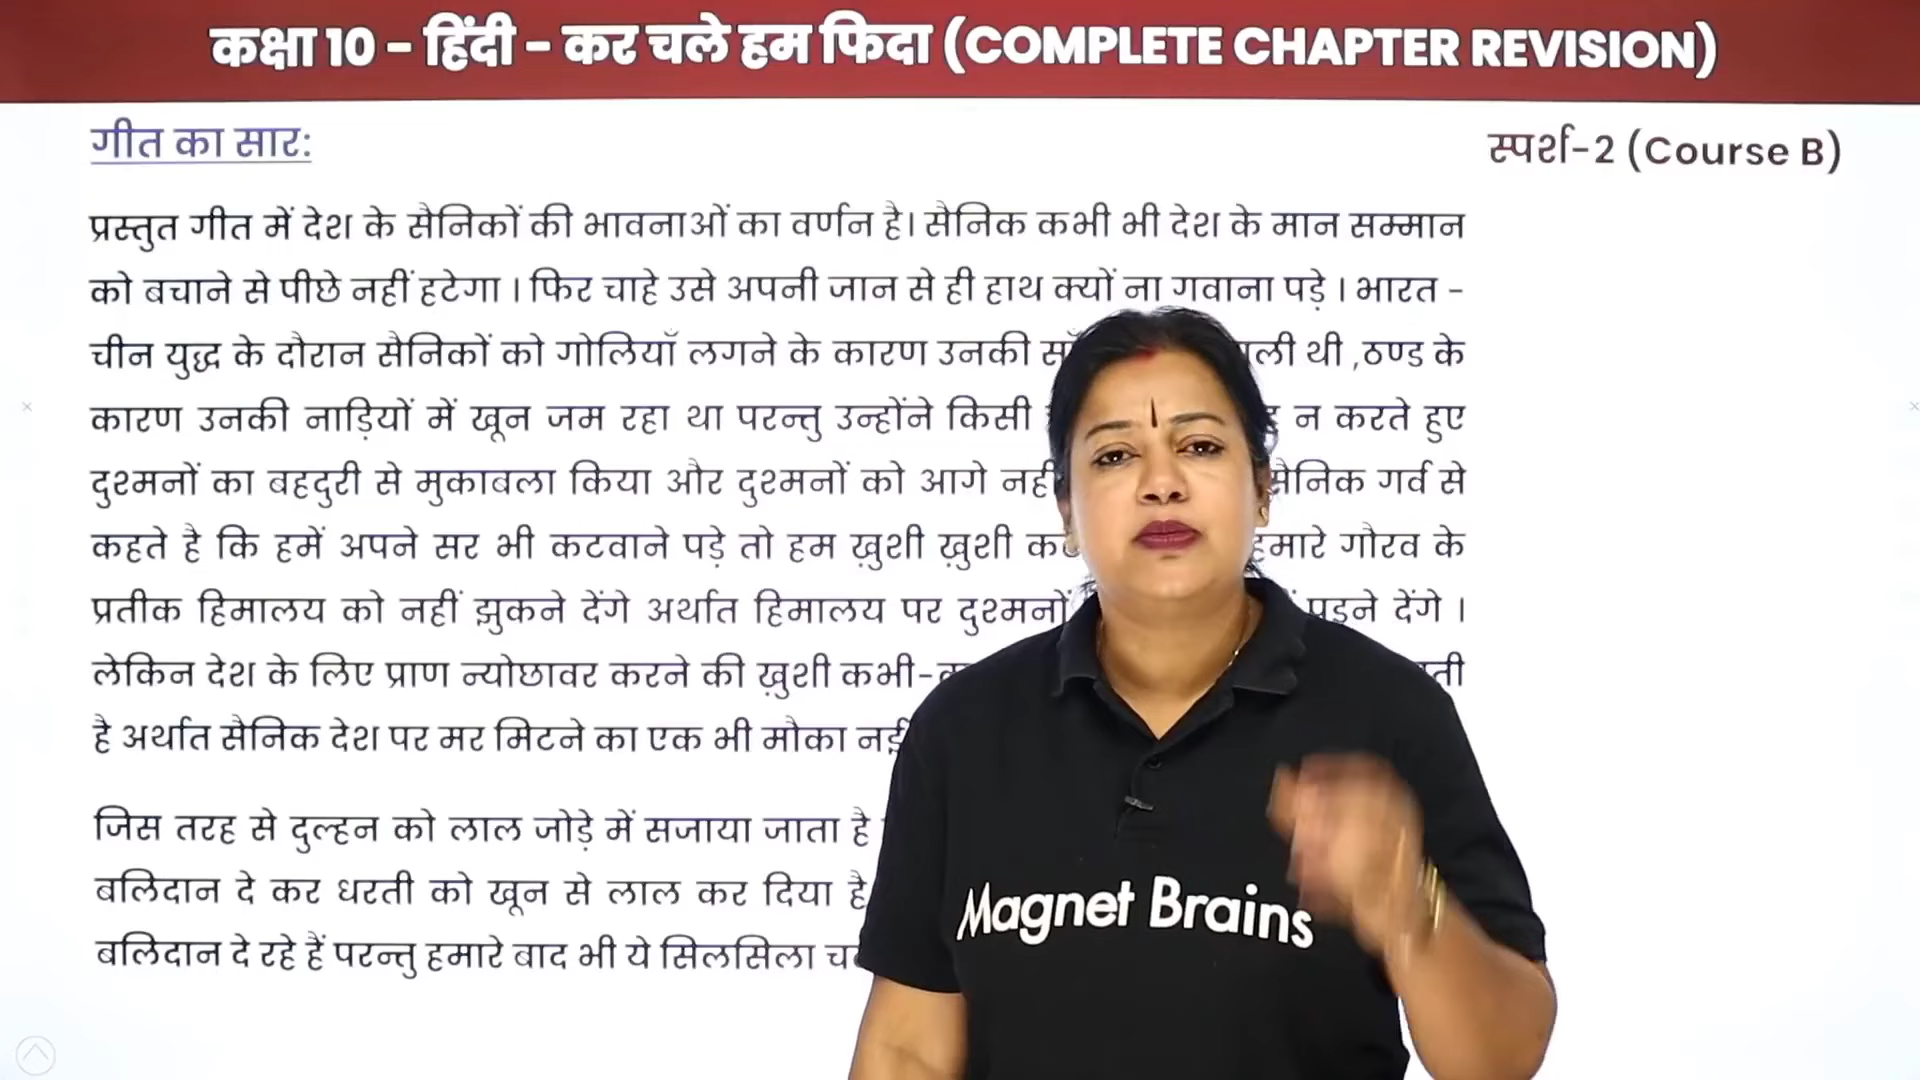 कक्षा 10 - हिंदी - कर चले हम फिदा (COMPLETE CHAPTER REVISION)
गीत का सार:
स्पर्श-2 (Course B)
प्रस्तुत गीत में देश के सैनिकों की भावनाओं का वर्णन है। सैनिक कभी भी देश के मान सम्मान
को बचाने से पीछे नहीं हटेगा । फिर चाहे उसे अपनी जान से ही हाथ क्यों ना गवाना पड़े । भारत -
चीन युद्ध के दौरान सैनिकों को गोलियाँ लगने के कारण उनकी थी ,ठण्ड के
कारण उनकी नाड़ियों में खून जम रहा था परन्तु उन्होंने किसी न करते हुए
दुश्मनों का बहदुरी से मुकाबला किया और दुश्मनों को आगे सैनिक गर्व से
कहते है कि हमें अपने सर भी कटवाने पड़े तो हम ख़ुशी ख़ुशी हमारे गौरव के
प्रतीक हिमालय को नहीं झुकने देंगे अर्थात हिमालय पर दुश्मनों पड़ने देंगे ।
लेकिन देश के लिए प्राण न्योछावर करने की ख़ुशी
है अर्थात सैनिक देश पर मर मिटने का एक भी मौका
जिस तरह से दुल्हन को लाल जोड़े में सजाया जाता है
बलिदान दे कर धरती को खून से लाल कर दिया है
बलिदान दे रहे हैं परन्तु हमारे बाद भी ये सिलसिला
Magnet Brains